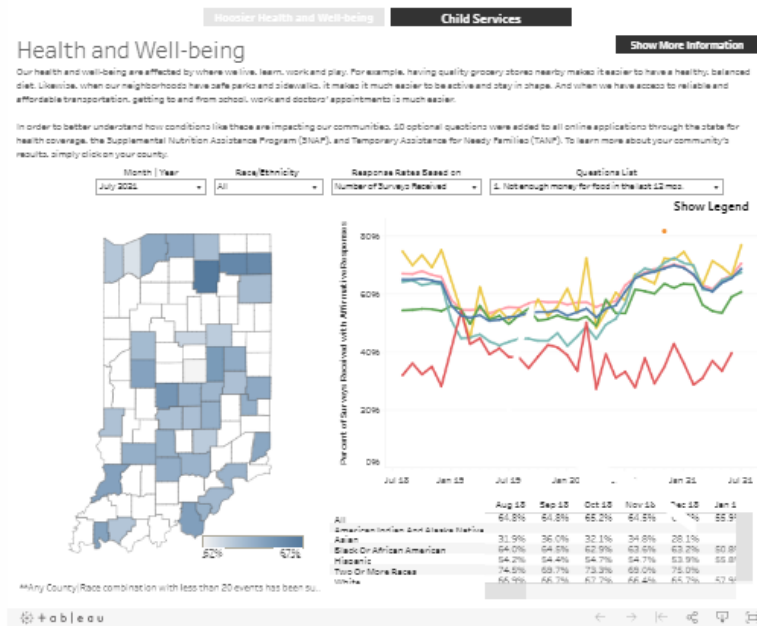 Hoosier Health and Well-being
Child Services
Health and Well-being
Show More Information
Our health and well-being are affected by where we live, learn, work and play. For example, having quality grocery stores nearby makes it easier to have a healthy, balanced
diet. Likewise, when our neighborhoods have safe parks and sidewalks, it makes it much easier to be active and stay in shape. And when we have access to reliable and
affordable transportation, getting to and from school, work and doctors' appointments is much easier.
In order to better understand how conditions like these are impacting our communities, 10 optional questions were added to all online applications through the state for
health coverage, the Supplemental Nutrition Assistance Program (SNAP), and Temporary Assistance for Needy Families (TANF). To learn more about your community's
results, simply click on your county.
Month | Year
Race/Ethnicity
Response Rates Based on
Questions List
July 2021
All
Number of Surveys Received
1. Not enough money for food in the last 12 mos.
Show Legend
Percent of Surveys Received with Affirmative Responses
80%
60%
40%
20%
0%
Jul 18 Jan 19 Jul 19 Jan 20 Jan 21 Jul 21
Aug 18 Sep 18 Oct 18 Nov 18 Dec 18 Jan 1
All 64.8% 64.8% 65.2% 64.5%
American Indian And Alaska Native
Asian 31.9% 36.0% 32.1% 34.8% 28.1%
Black Or African American 64.0% 64.5% 62.9% 63.6% 63.2%
Hispanic 54.2% 54.4% 54.7% 54.7% 53.9%
Two Or More Races 74.5% 69.7% 73.3% 69.0% 75.0%
White 66.9% 66.7% 67.7% 66.4% 65.7%
**Any County|Race combination with less than 20 events has been su..
+ a b | e a u